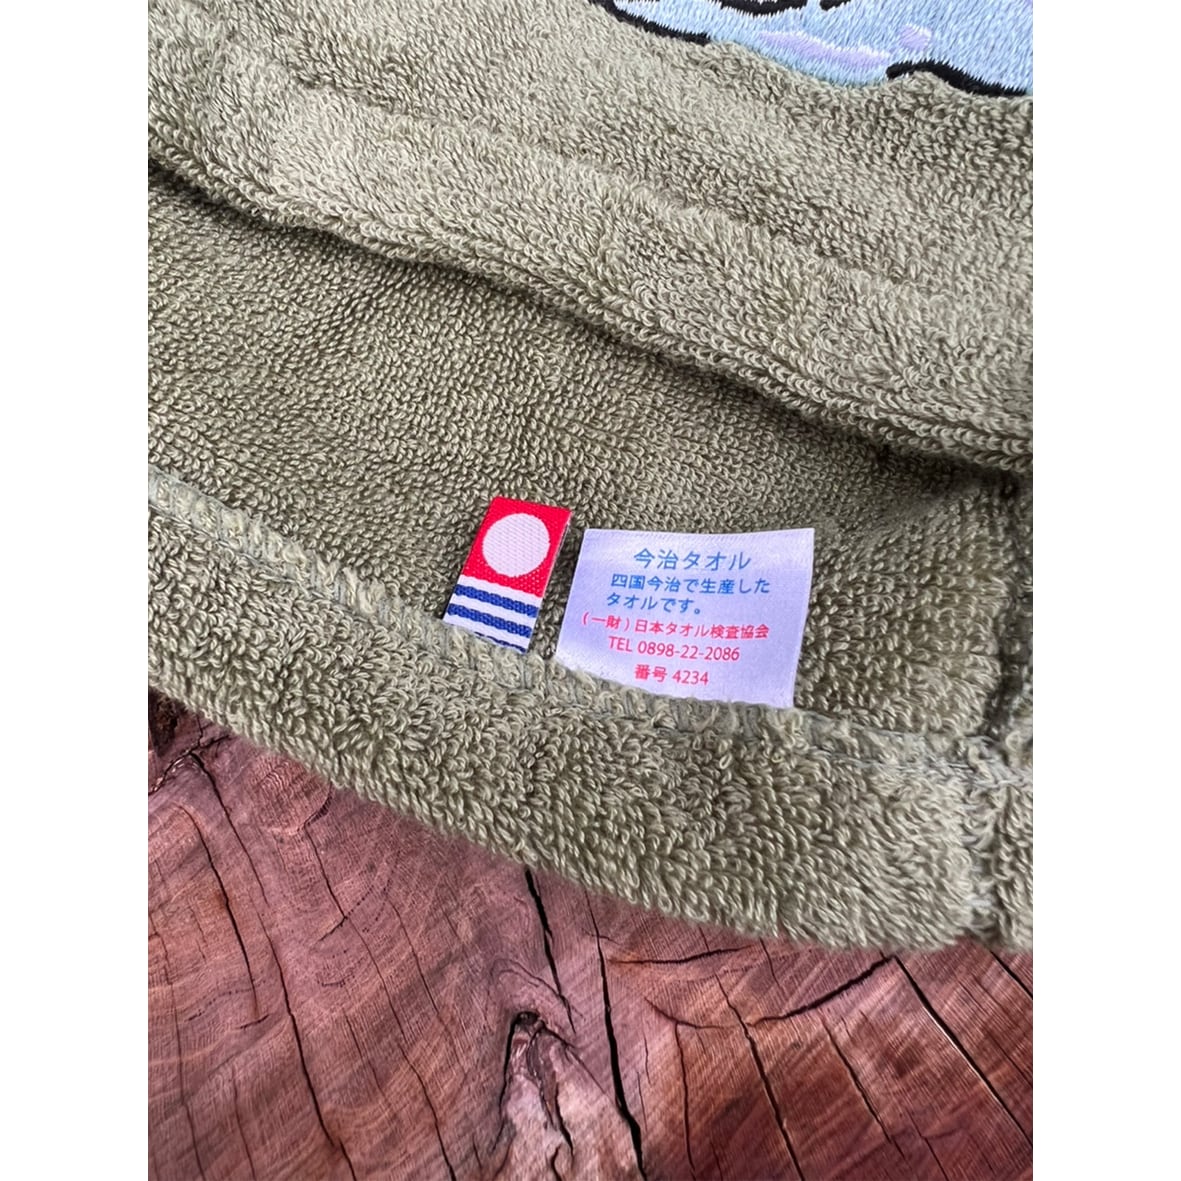 今治タオル
四国今治で生産した
タオルです。
(一財)日本タオル検査協会
TEL 0898-22-2086
番号 4234